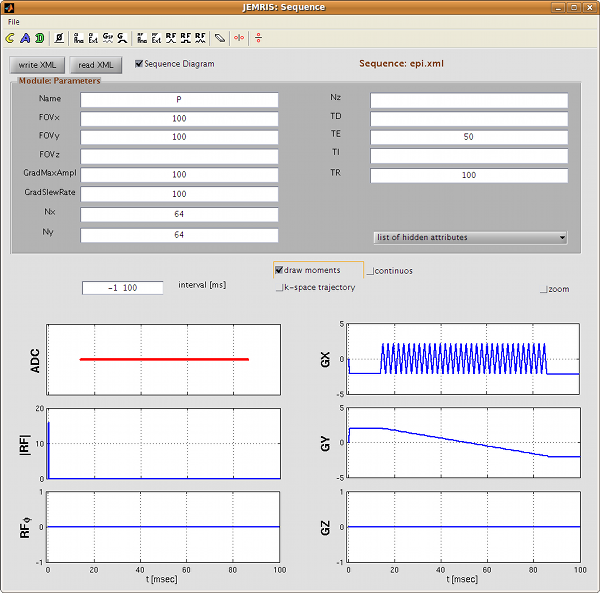 JEMRIS: Sequence
File
write XML
read XML
Sequence Diagram
Sequence: epi.xml
Module: Parameters
Name P
FOVx 100
FOVy 100
FOVz
GradMaxAmpl 100
GradSlewRate 100
Nx 64
Ny 64
Nz
TD
TE 50
TI
TR 100
list of hidden attributes
-1 100 interval [ms]
draw moments
continuos
k-space trajectory
zoom
ADC
20
10
0
|RF|
1
0
-1
RFϕ
0 20 40 60 80 100
t [msec]
5
0
-5
GX
5
0
-5
GY
1
0
-1
GZ
0 20 40 60 80 100
t [msec]